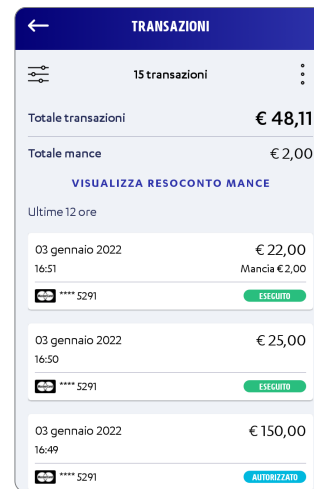 TRANSAZIONI
15 transazioni
Totale transazioni € 48,11
Totale mance € 2,00
VISUALIZZA RESOCONTO MANCE
Ultime 12 ore
03 gennaio 2022 € 22,00
16:51 Mancia € 2,00
**** 5291 ESEGUITO
03 gennaio 2022 € 25,00
16:50
**** 5291 ESEGUITO
03 gennaio 2022 € 150,00
16:49
**** 5291 AUTORIZZATO